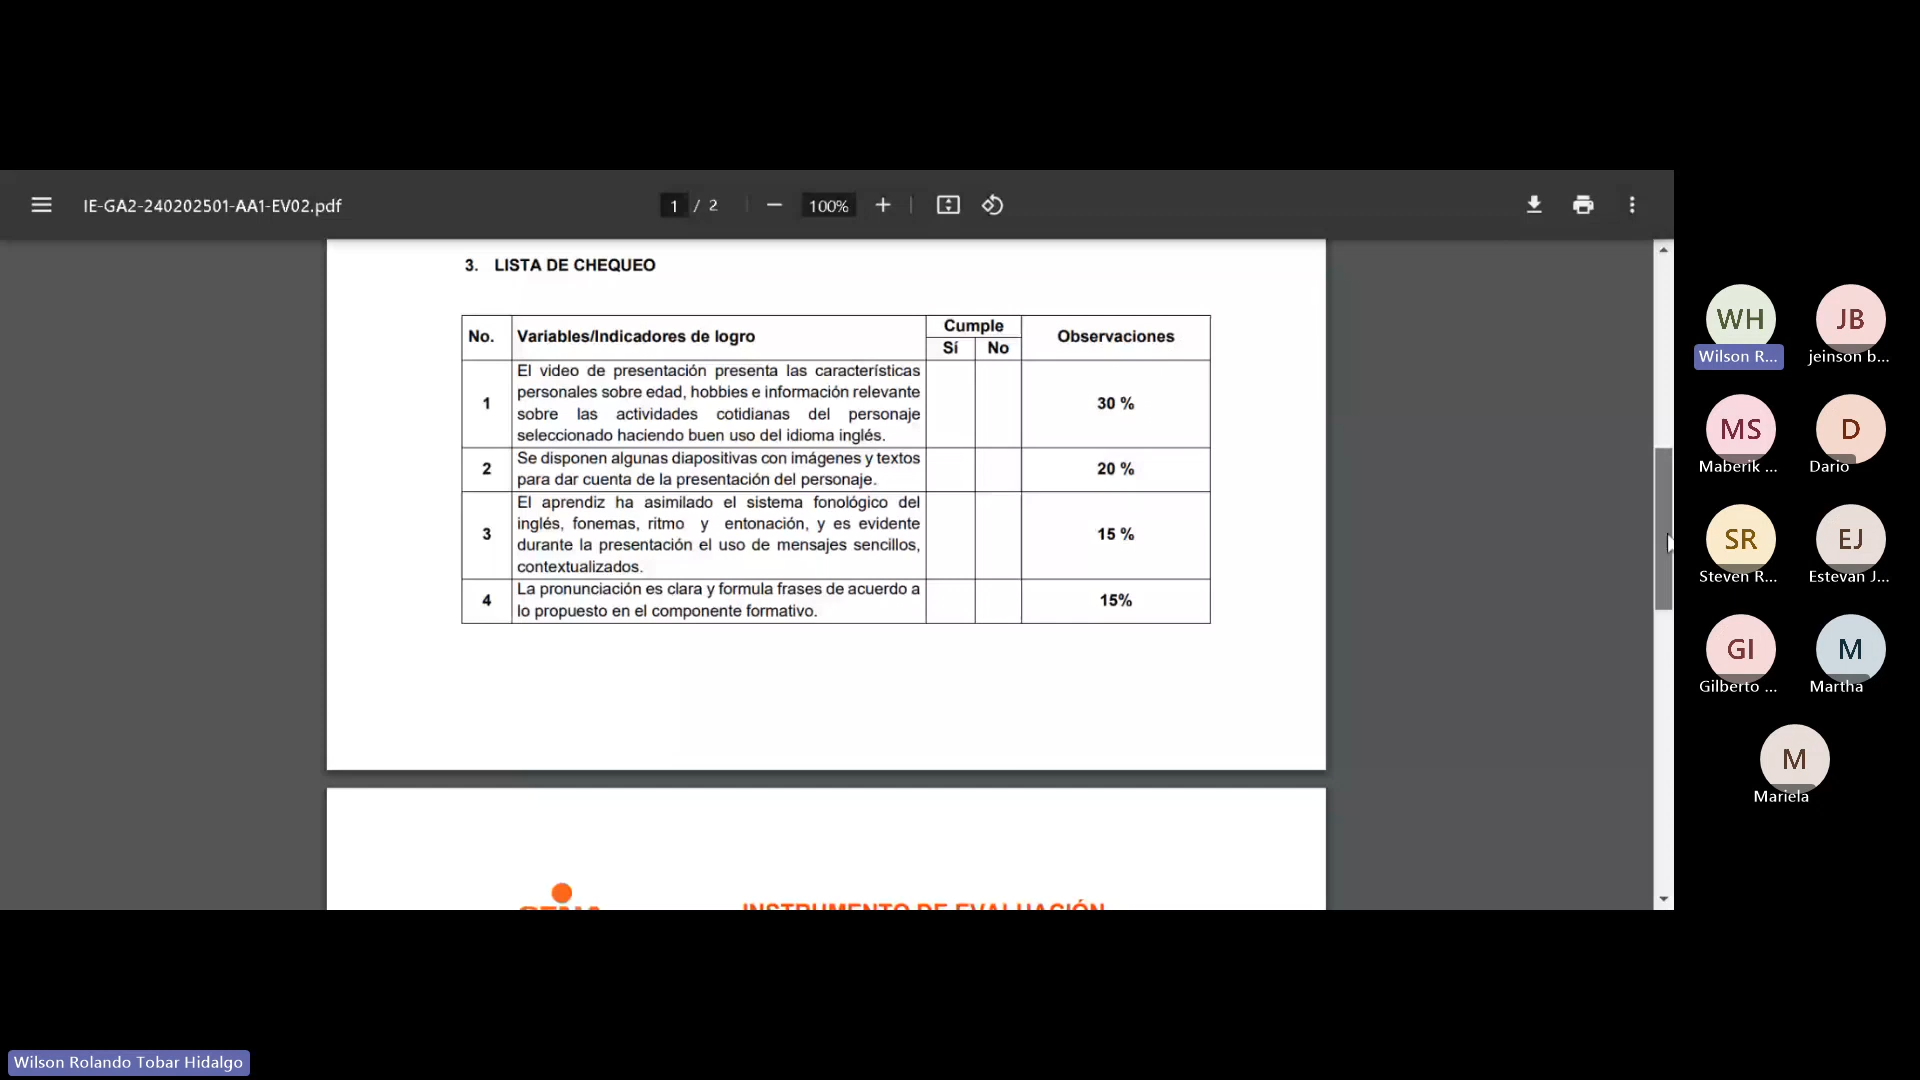 IE-GA2-240202501-AA1-EV02.pdf
1 / 2
100%
3. LISTA DE CHEQUEO
No. Variables/Indicadores de logro Cumple Observaciones
Sí No
1 El video de presentación presenta las características
personales sobre edad, hobbies e información relevante
sobre las actividades cotidianas del personaje
seleccionado haciendo buen uso del idioma inglés.
30 %
2 Se disponen algunas diapositivas con imágenes y textos
para dar cuenta de la presentación del personaje.
20 %
3 El aprendiz ha asimilado el sistema fonológico del
inglés, fonemas, ritmo y entonación, y es evidente
durante la presentación el uso de mensajes sencillos,
contextualizados.
15 %
4 La pronunciación es clara y formula frases de acuerdo a
lo propuesto en el componente formativo.
15%
INSTRUMENTO DE EVALUACIÓN
WH
Wilson R...
JB
jeinson b...
MS
Maberik ...
D
Dario
SR
Steven R...
EJ
Estevan J...
GI
Gilberto ...
M
Martha
M
Mariela
Wilson Rolando Tobar Hidalgo